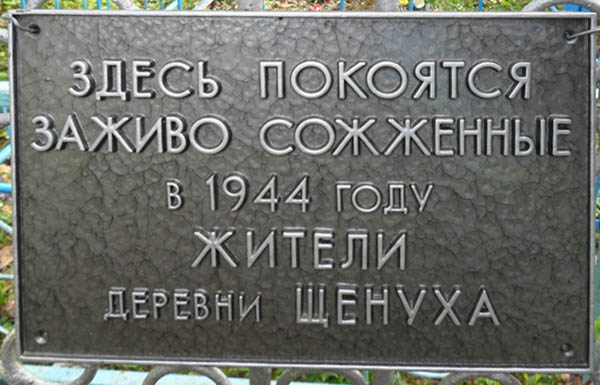 ЗДЕСЬ ПОКОЯТСЯ
ЗАЖИВО СОЖЖЕННЫЕ
В 1944 ГОДУ
ЖИТЕЛИ
ДЕРЕВНИ ЩЕНУХА